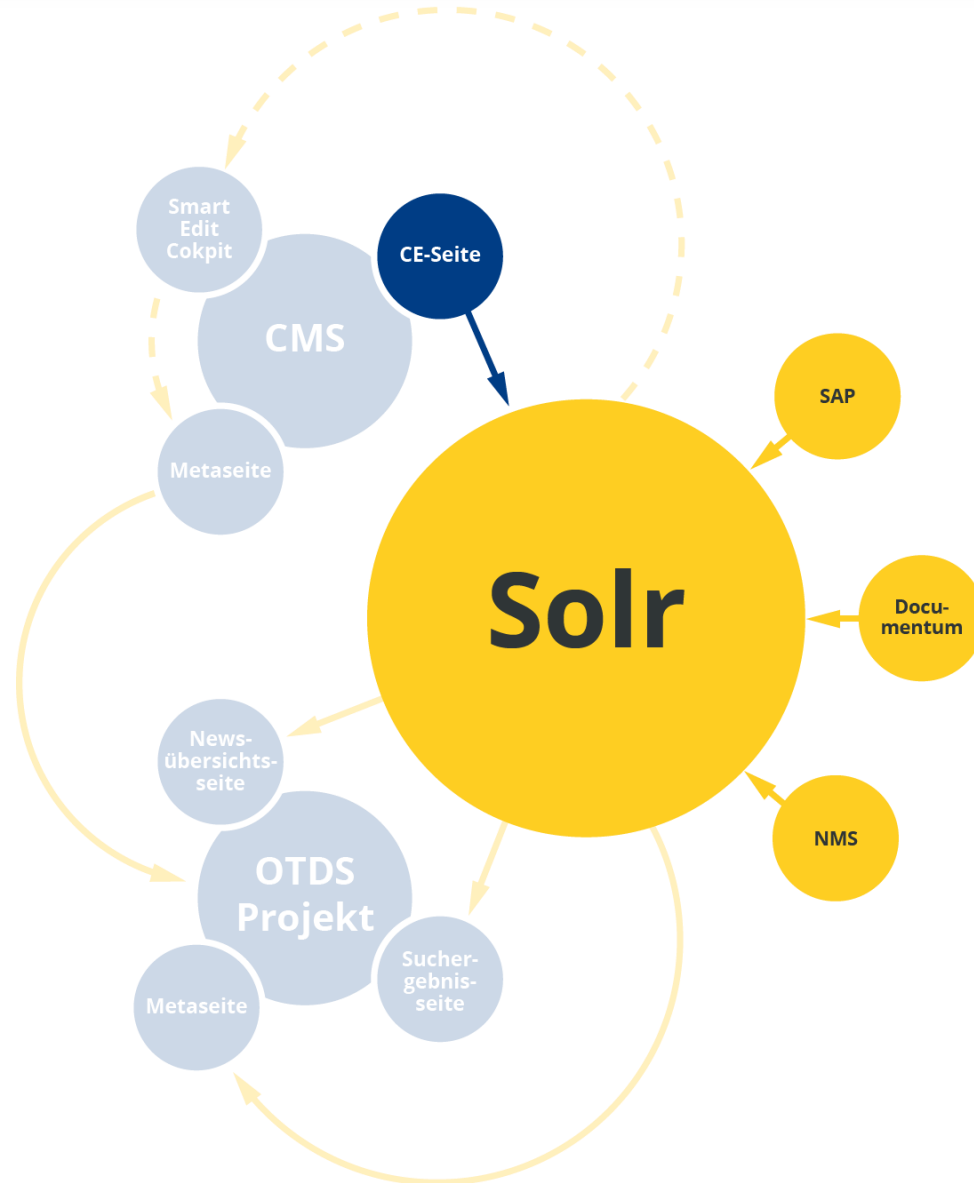 Smart
Edit
Cokpit
CE-Seite
CMS
SAP
Metaseite
Solr
Docu-
mentum
News-
übersichts-
seite
NMS
OTDS
Projekt
Sucher-
gebnis-
seite
Metaseite